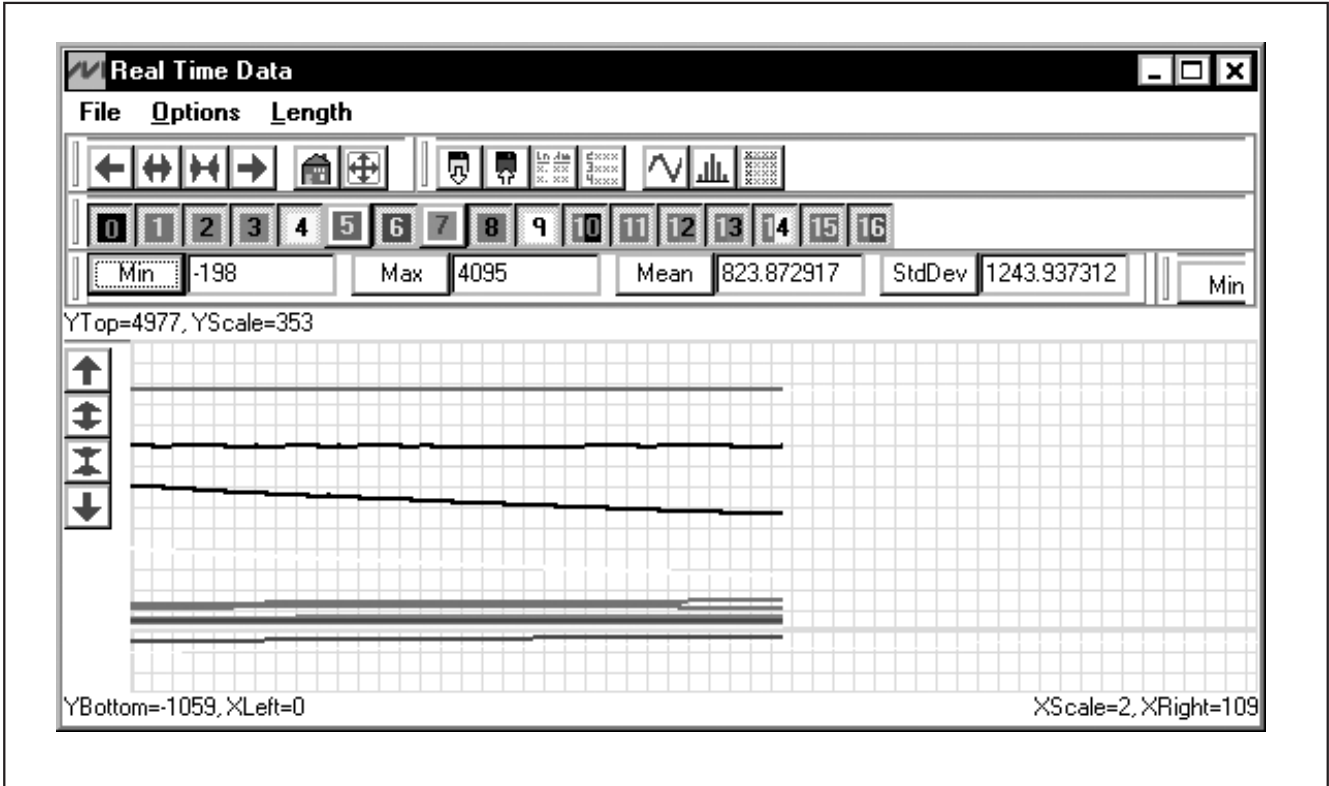 Real Time Data
File Options Length
0 1 2 3 4 5 6 7 8 9 10 11 12 13 14 15 16
Min -198 Max 4095 Mean 823.872917 StdDev 1243.937312 Min
YTop=4977, YScale=353
YBottom=-1059, XLeft=0 XScale=2, XRight=109